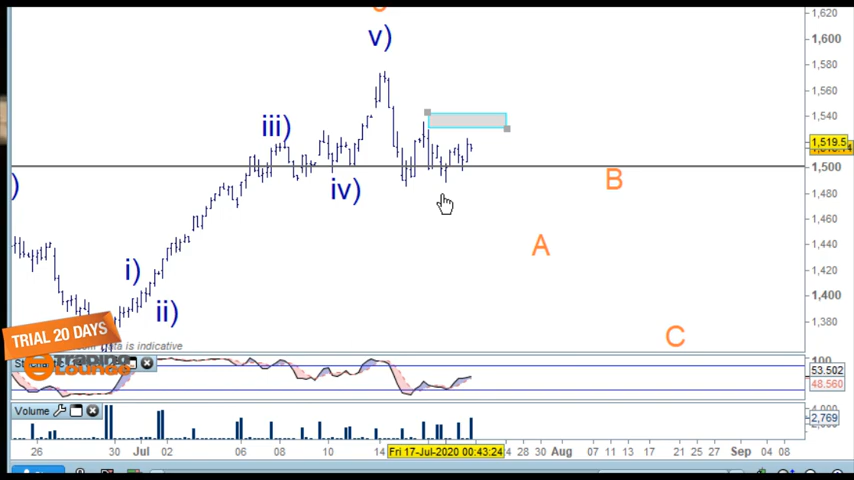 1,620
v)
1,600
1,580
1,560
iii)
1,540
1,519.5
1,500
)
iv)
B
1,480
1,460
A
1,440
i)
1,420
ii)
1,400
1,380
C
TRIAL 20 DAYS
data is indicative
Trading
Lounge
100
53.502
48.560
Volume
2,769
26 30 Jul 02 06 08 10 14 Fri 17-Jul-2020 00:43:24 4 28 30 Aug 07 11 13 17 21 25 27 Sep 04 08